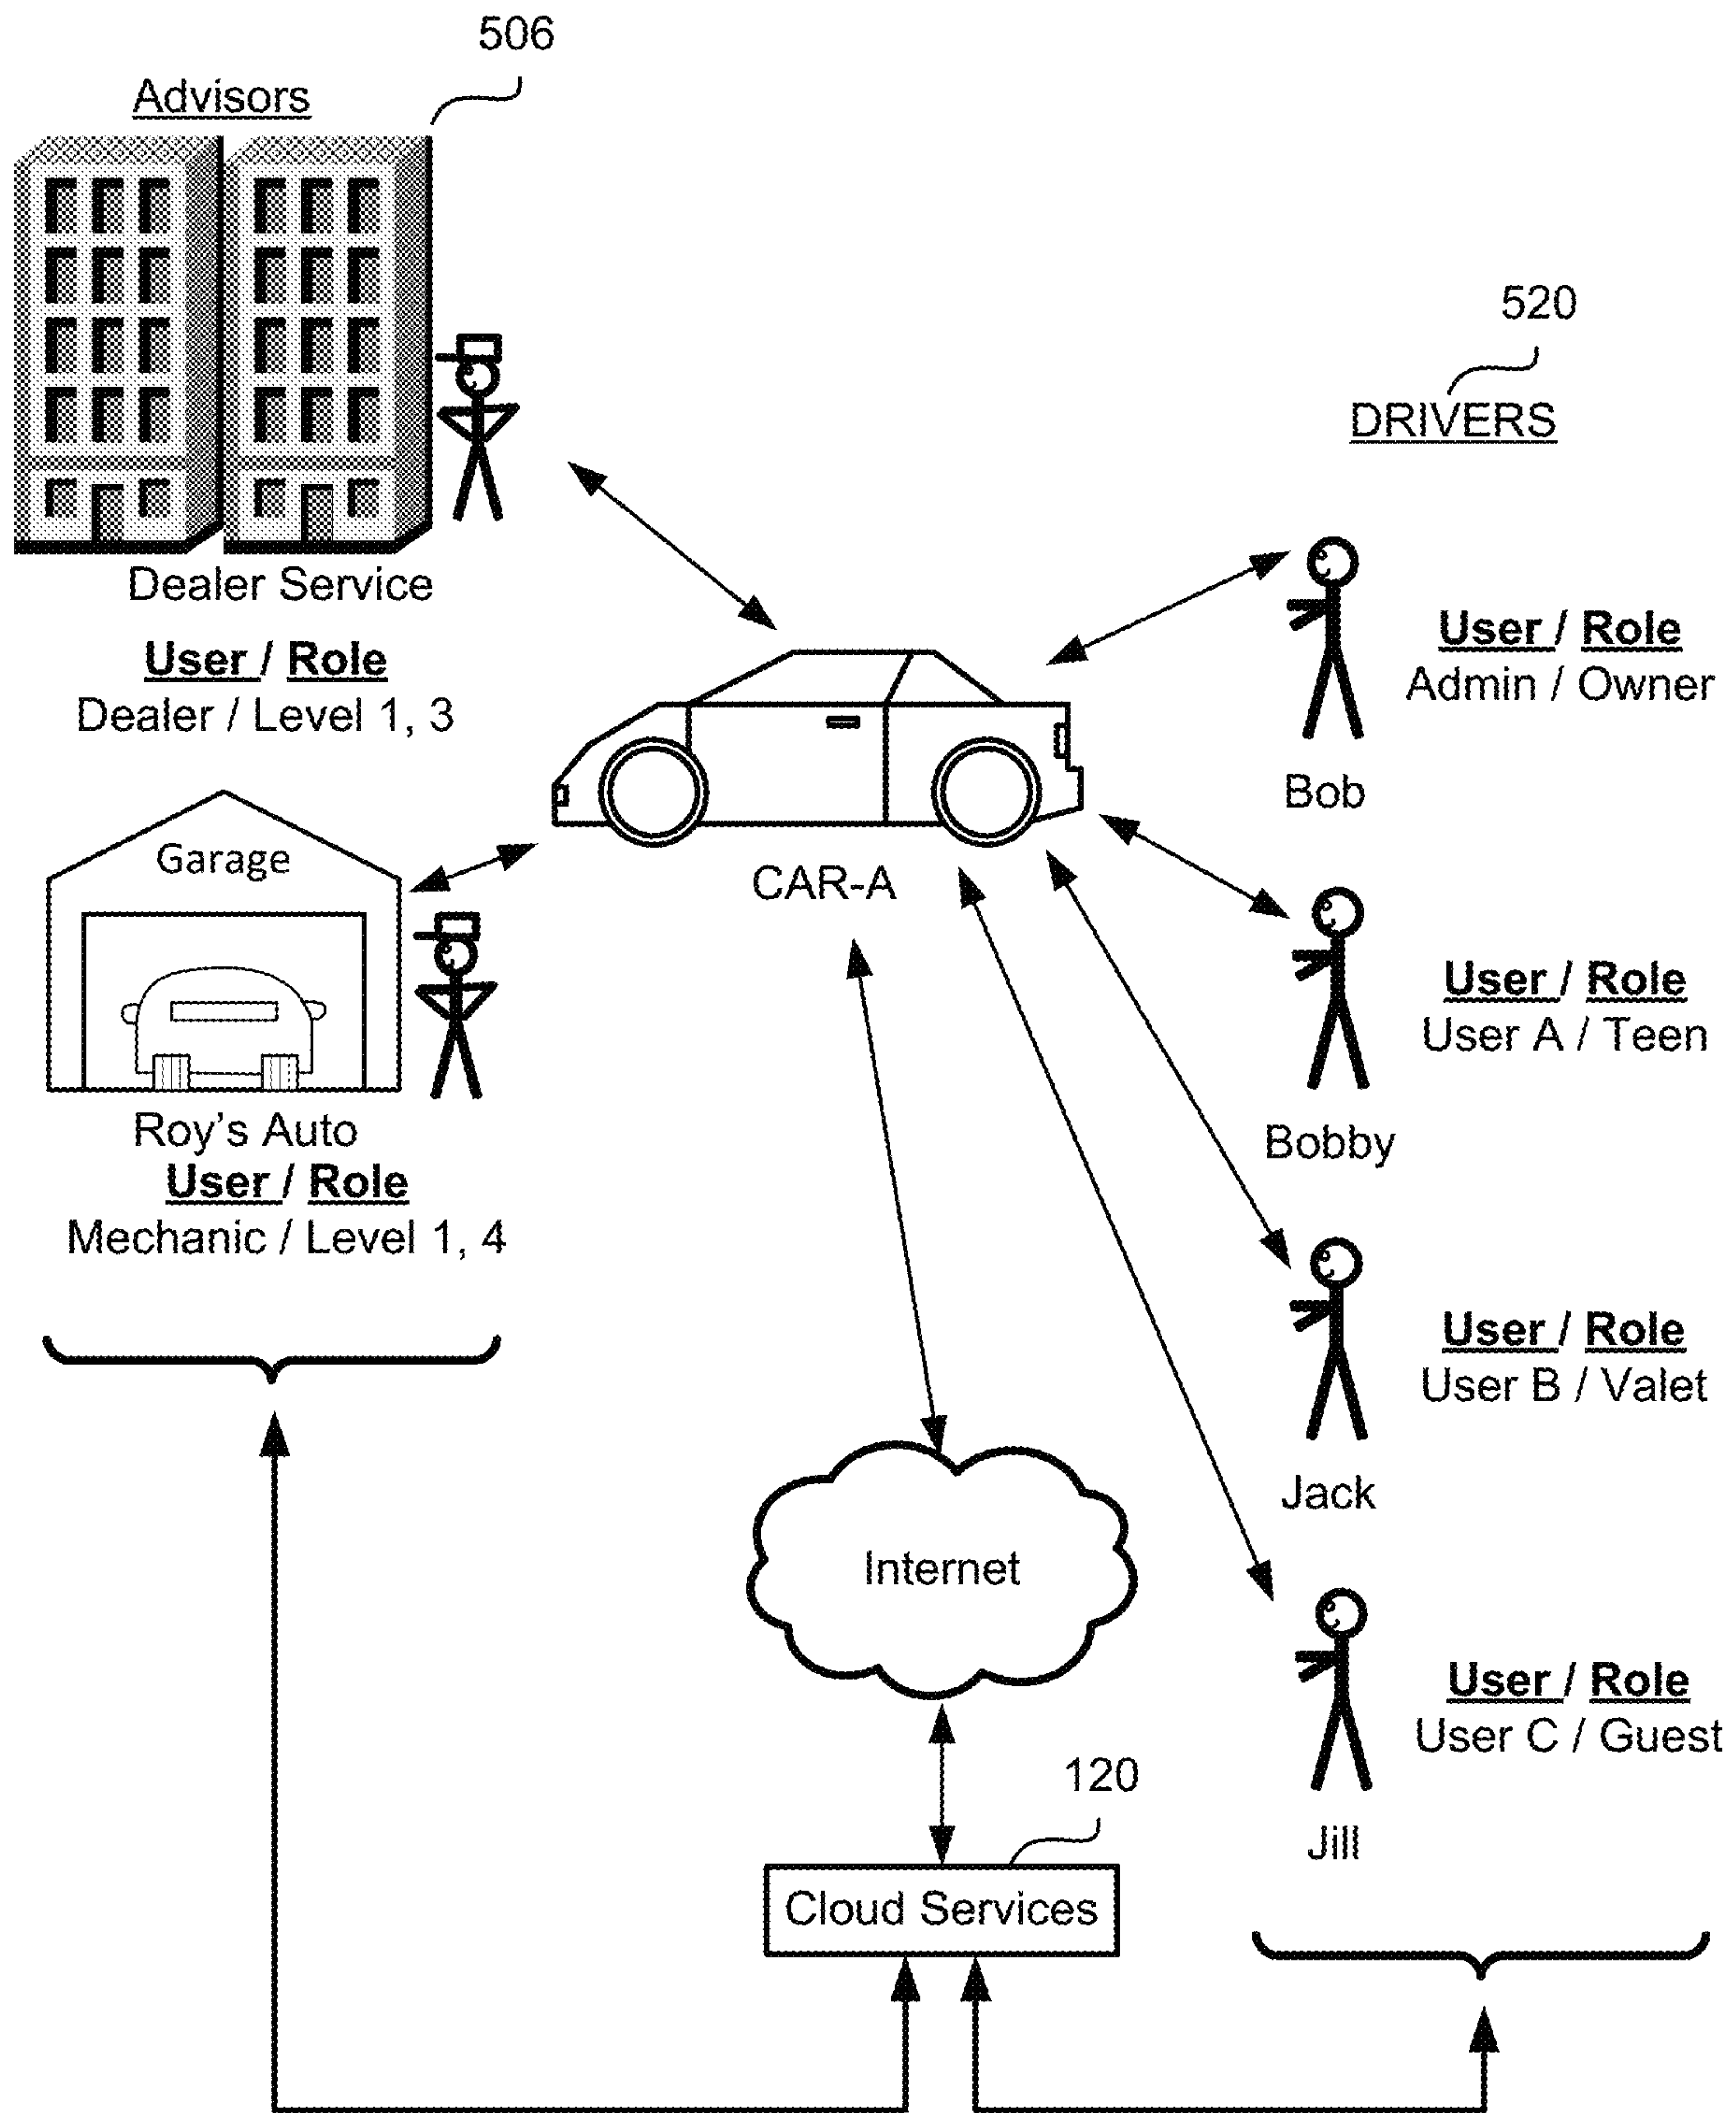 506
Advisors
Dealer Service
User / Role
Dealer / Level 1, 3
Garage
Roy's Auto
User / Role
Mechanic / Level 1, 4
CAR-A
520
DRIVERS
User / Role
Admin / Owner
Bob
User / Role
User A / Teen
Bobby
User / Role
User B / Valet
Jack
User / Role
User C / Guest
Jill
Internet
120
Cloud Services